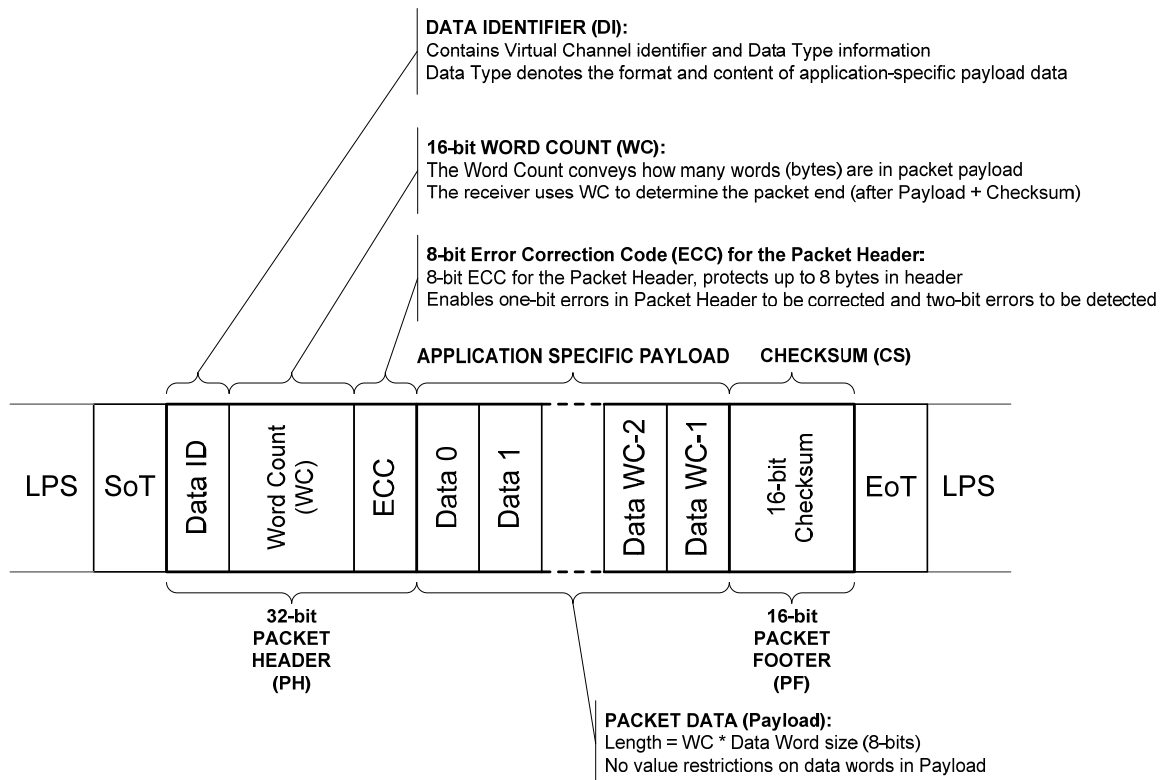 DATA IDENTIFIER (DI):
Contains Virtual Channel identifier and Data Type information
Data Type denotes the format and content of application-specific payload data
16-bit WORD COUNT (WC):
The Word Count conveys how many words (bytes) are in packet payload
The receiver uses WC to determine the packet end (after Payload + Checksum)
8-bit Error Correction Code (ECC) for the Packet Header:
8-bit ECC for the Packet Header, protects up to 8 bytes in header
Enables one-bit errors in Packet Header to be corrected and two-bit errors to be detected
APPLICATION SPECIFIC PAYLOAD
CHECKSUM (CS)
LPS
SoT
Data ID
Word Count
(WC)
ECC
Data 0
Data 1
Data WC-2
Data WC-1
16-bit
Checksum
EoT
LPS
32-bit
PACKET
HEADER
(PH)
16-bit
PACKET
FOOTER
(PF)
PACKET DATA (Payload):
Length = WC * Data Word size (8-bits)
No value restrictions on data words in Payload